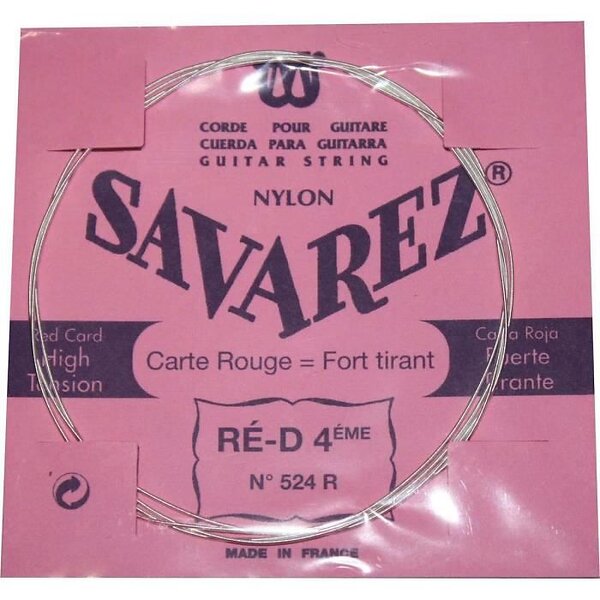 CORDE POUR GUITARE
CUERDA PARA GUITARRA
GUITAR STRING
NYLON
SAVAREZ®
Red Card
High
Tension
Carte Rouge = Fort tirant
Carta Roja
Fuerte
Tirante
RÉ-D 4ÉME
N° 524 R
MADE IN FRANCE